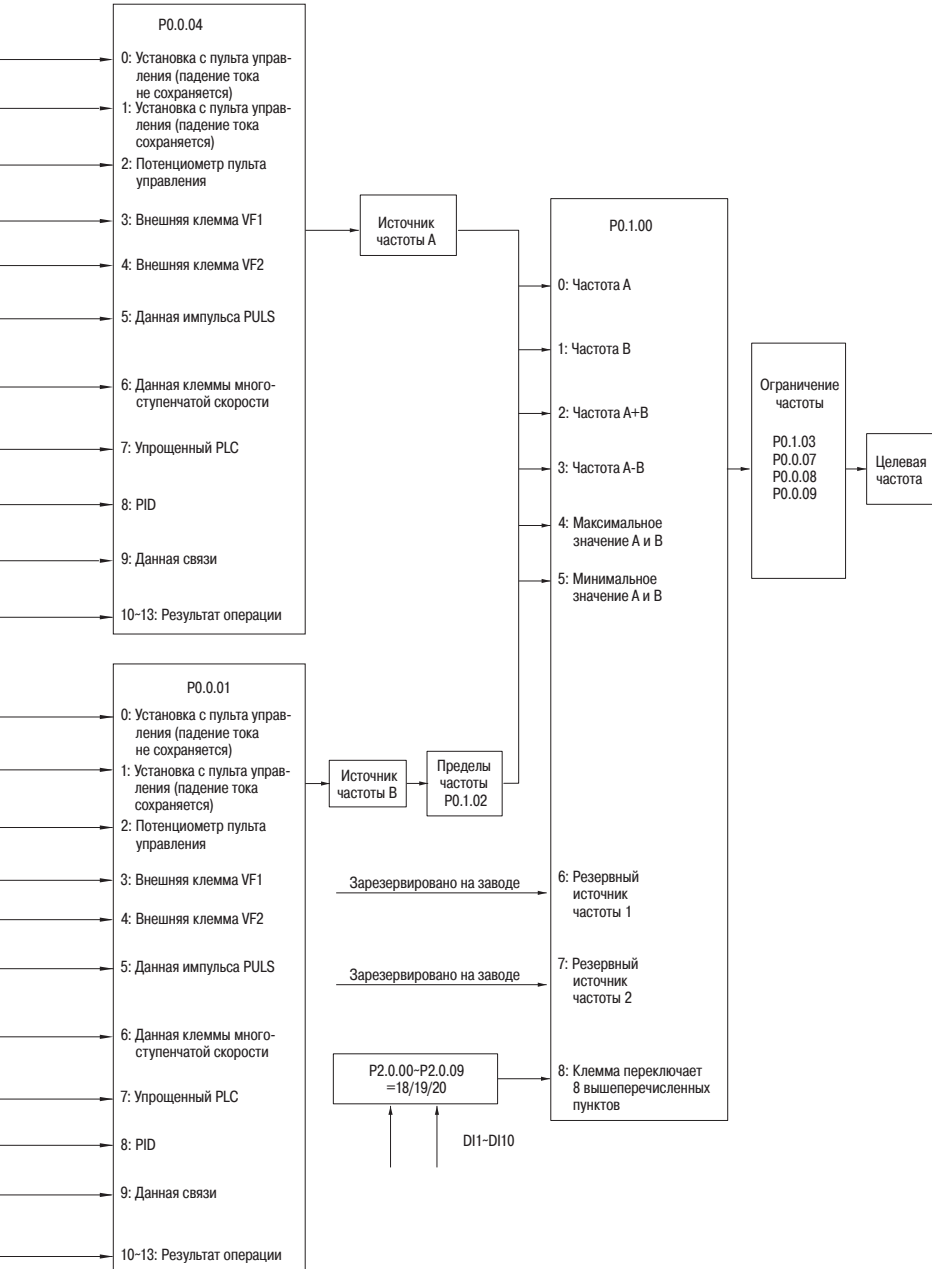 P0.0.04
0: Установка с пульта управ-
ления (падение тока
не сохраняется)
1: Установка с пульта управ-
ления (падение тока
сохраняется)
2: Потенциометр пульта
управления
3: Внешняя клемма VF1
4: Внешняя клемма VF2
5: Данная импульса PULS
6: Данная клеммы много-
ступенчатой скорости
7: Упрощенный PLC
8: PID
9: Данная связи
10~13: Результат операции
Источник
частоты A
P0.0.01
0: Установка с пульта управ-
ления (падение тока
не сохраняется)
1: Установка с пульта управ-
ления (падение тока
сохраняется)
2: Потенциометр пульта
управления
3: Внешняя клемма VF1
4: Внешняя клемма VF2
5: Данная импульса PULS
6: Данная клеммы много-
ступенчатой скорости
7: Упрощенный PLC
8: PID
9: Данная связи
10~13: Результат операции
Источник
частоты B
Пределы
частоты
P0.1.02
Зарезервировано на заводе
Зарезервировано на заводе
P2.0.00~P2.0.09
=18/19/20
DI1~DI10
P0.1.00
0: Частота A
1: Частота B
2: Частота A+B
3: Частота A-B
4: Максимальное
значение A и B
5: Минимальное
значение A и B
6: Резервный
источник
частоты 1
7: Резервный
источник
частоты 2
8: Клемма переключает
8 вышеперечисленных
пунктов
Ограничение
частоты
P0.1.03
P0.0.07
P0.0.08
P0.0.09
Целевая
частота